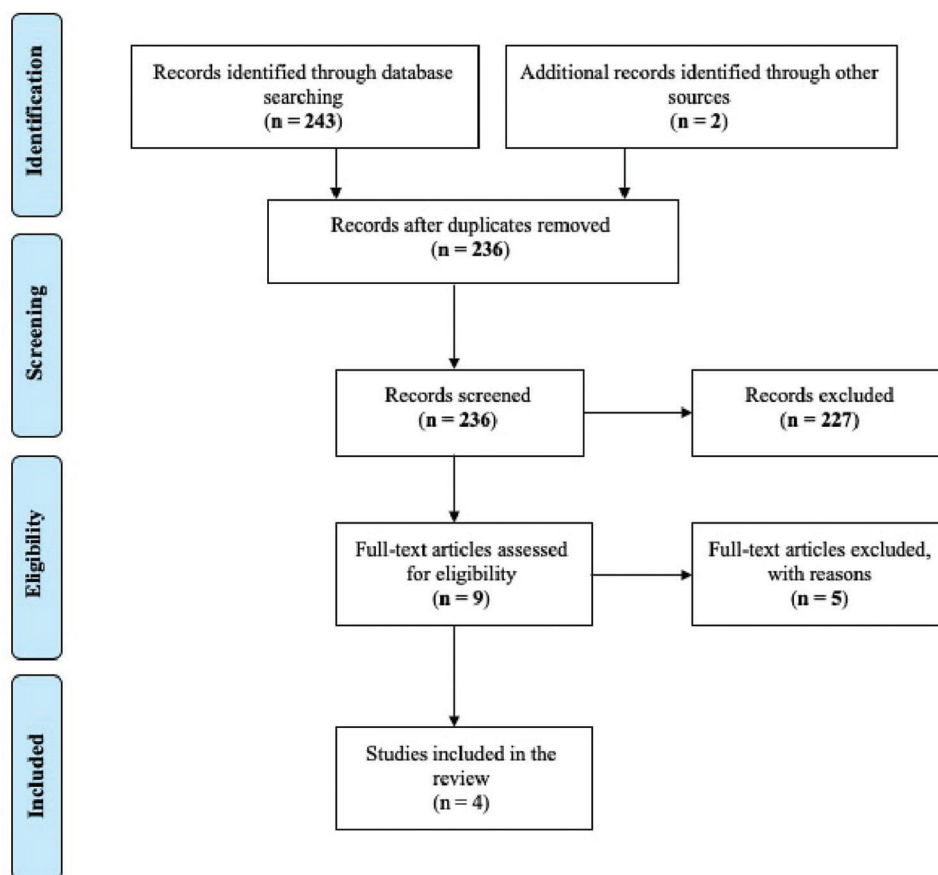 Identification
Records identified through database
searching
(n = 243)
Additional records identified through other
sources
(n = 2)
Records after duplicates removed
(n = 236)
Screening
Records screened
(n = 236)
Records excluded
(n = 227)
Eligibility
Full-text articles assessed
for eligibility
(n = 9)
Full-text articles excluded,
with reasons
(n = 5)
Included
Studies included in the
review
(n = 4)